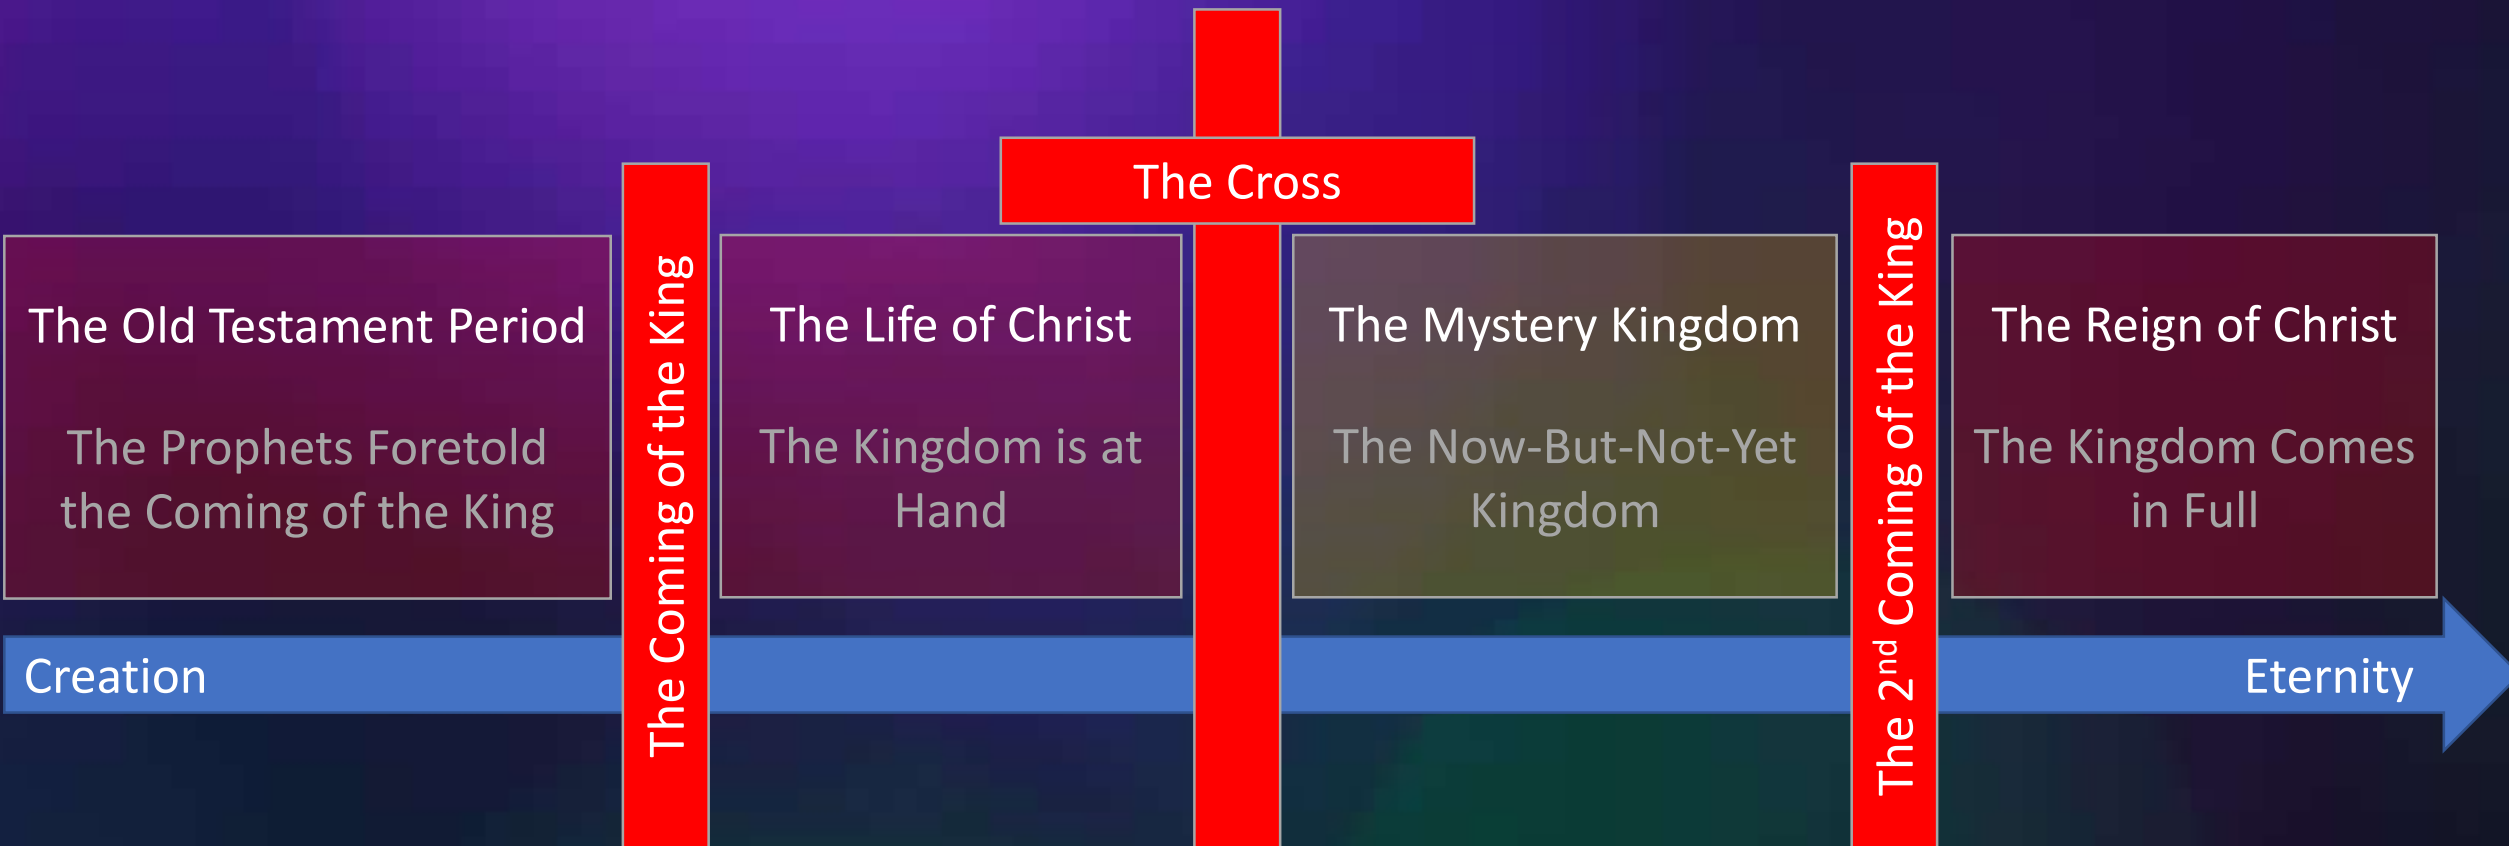 The Cross
The Old Testament Period
The Prophets Foretold
the Coming of the King
The Coming of the King
The Life of Christ
The Kingdom is at
Hand
The Mystery Kingdom
The Now-But-Not-Yet
Kingdom
The 2nd Coming of the King
The Reign of Christ
The Kingdom Comes
in Full
Creation
Eternity